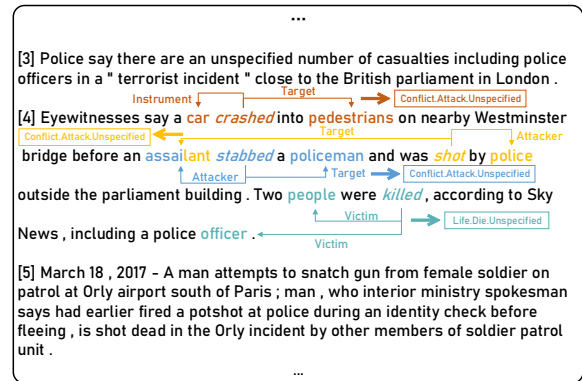 ...
[3] Police say there are an unspecified number of casualties including police
officers in a " terrorist incident " close to the British parliament in London .
Instrument Target Conflict.Attack.Unspecified
[4] Eyewitnesses say a car crashed into pedestrians on nearby Westminster
Conflict.Attack.Unspecified Target Attacker
bridge before an assailant stabbed a policeman and was shot by police
Attacker Target Conflict.Attack.Unspecified
outside the parliament building . Two people were killed , according to Sky
Victim Life.Die.Unspecified
News , including a police officer .
Victim
[5] March 18 , 2017 - A man attempts to snatch gun from female soldier on
patrol at Orly airport south of Paris ; man , who interior ministry spokesman
says had earlier fired a potshot at police during an identity check before
fleeing , is shot dead in the Orly incident by other members of soldier patrol
unit .
...